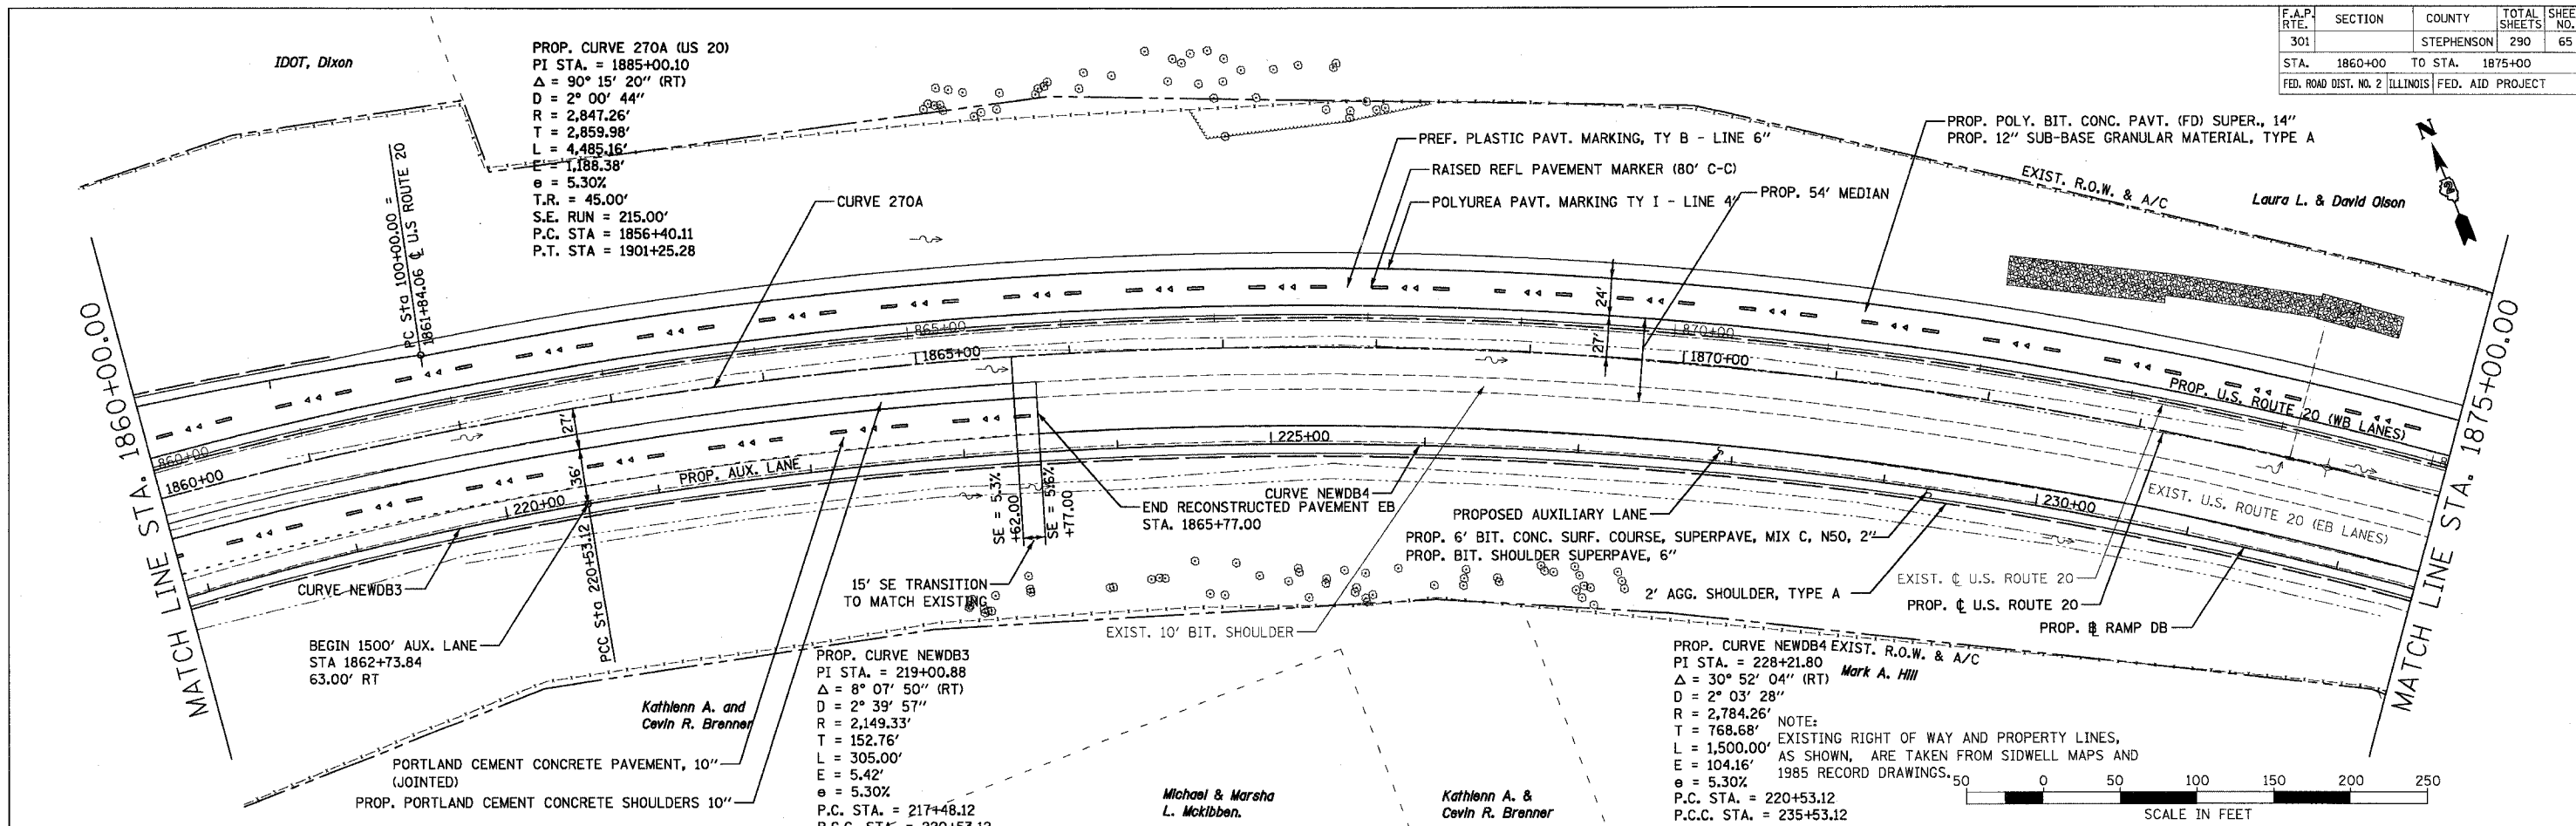 F.A.P. RTE. SECTION COUNTY TOTAL SHEETS SHEET NO.
301 STEPHENSON 290 65
STA. 1860+00 TO STA. 1875+00
FED. ROAD DIST. NO. 2 ILLINOIS FED. AID PROJECT
IDOT, Dixon
PROP. CURVE 270A (US 20)
PI STA. = 1885+00.10
Δ = 90° 15' 20" (RT)
D = 2° 00' 44"
R = 2,847.26'
T = 2,859.98'
L = 4,485.16'
E = 1,188.38'
e = 5.30%
T.R. = 45.00'
S.E. RUN = 215.00'
P.C. STA = 1856+40.11
P.T. STA = 1901+25.28
PCC Sta 100+00.00 =
1861+84.06 ℄ U.S ROUTE 20
CURVE 270A
PREF. PLASTIC PAVT. MARKING, TY B - LINE 6"
RAISED REFL PAVEMENT MARKER (80' C-C)
POLYUREA PAVT. MARKING TY I - LINE 4"
PROP. 54' MEDIAN
PROP. POLY. BIT. CONC. PAVT. (FD) SUPER., 14"
PROP. 12" SUB-BASE GRANULAR MATERIAL, TYPE A
N
2
EXIST. R.O.W. & A/C
Laura L. & David Olson
MATCH LINE STA. 1860+00.00
MATCH LINE STA. 1875+00.00
24'
27'
1865+00
1870+00
1865+00
1870+00
860+00
1860+00
27'
36'
PROP. AUX. LANE
220+00
225+00
230+00
PROP. U.S. ROUTE 20 (WB LANES)
EXIST. U.S. ROUTE 20 (EB LANES)
SE = 5.3%
+62.00
SE = 5.6%
+77.00
END RECONSTRUCTED PAVEMENT EB
STA. 1865+77.00
CURVE NEWDB4
PROPOSED AUXILIARY LANE
PROP. 6' BIT. CONC. SURF. COURSE, SUPERPAVE, MIX C, N50, 2"
PROP. BIT. SHOULDER SUPERPAVE, 6"
2' AGG. SHOULDER, TYPE A
EXIST. ℄ U.S. ROUTE 20
PROP. ℄ U.S. ROUTE 20
PROP. B RAMP DB
CURVE NEWDB3
15' SE TRANSITION
TO MATCH EXISTING
EXIST. 10' BIT. SHOULDER
BEGIN 1500' AUX. LANE
STA 1862+73.84
63.00' RT
PCC Sta 220+53.12
Kathlenn A. and
Cevin R. Brenner
PORTLAND CEMENT CONCRETE PAVEMENT, 10"
(JOINTED)
PROP. PORTLAND CEMENT CONCRETE SHOULDERS 10"
PROP. CURVE NEWDB3
PI STA. = 219+00.88
Δ = 8° 07' 50" (RT)
D = 2° 39' 57"
R = 2,149.33'
T = 152.76'
L = 305.00'
E = 5.42'
e = 5.30%
P.C. STA. = 217+48.12
P.C.C. STA. = 220+53.12
Michael & Marsha
L. Mckibben.
Kathlenn A. &
Cevin R. Brenner
PROP. CURVE NEWDB4
PI STA. = 228+21.80
Δ = 30° 52' 04" (RT)
D = 2° 03' 28"
R = 2,784.26'
T = 768.68'
L = 1,500.00'
E = 104.16'
e = 5.30%
P.C. STA. = 220+53.12
P.C.C. STA. = 235+53.12
EXIST. R.O.W. & A/C
Mark A. Hill
NOTE:
EXISTING RIGHT OF WAY AND PROPERTY LINES,
AS SHOWN, ARE TAKEN FROM SIDWELL MAPS AND
1985 RECORD DRAWINGS.
50 0 50 100 150 200 250
SCALE IN FEET